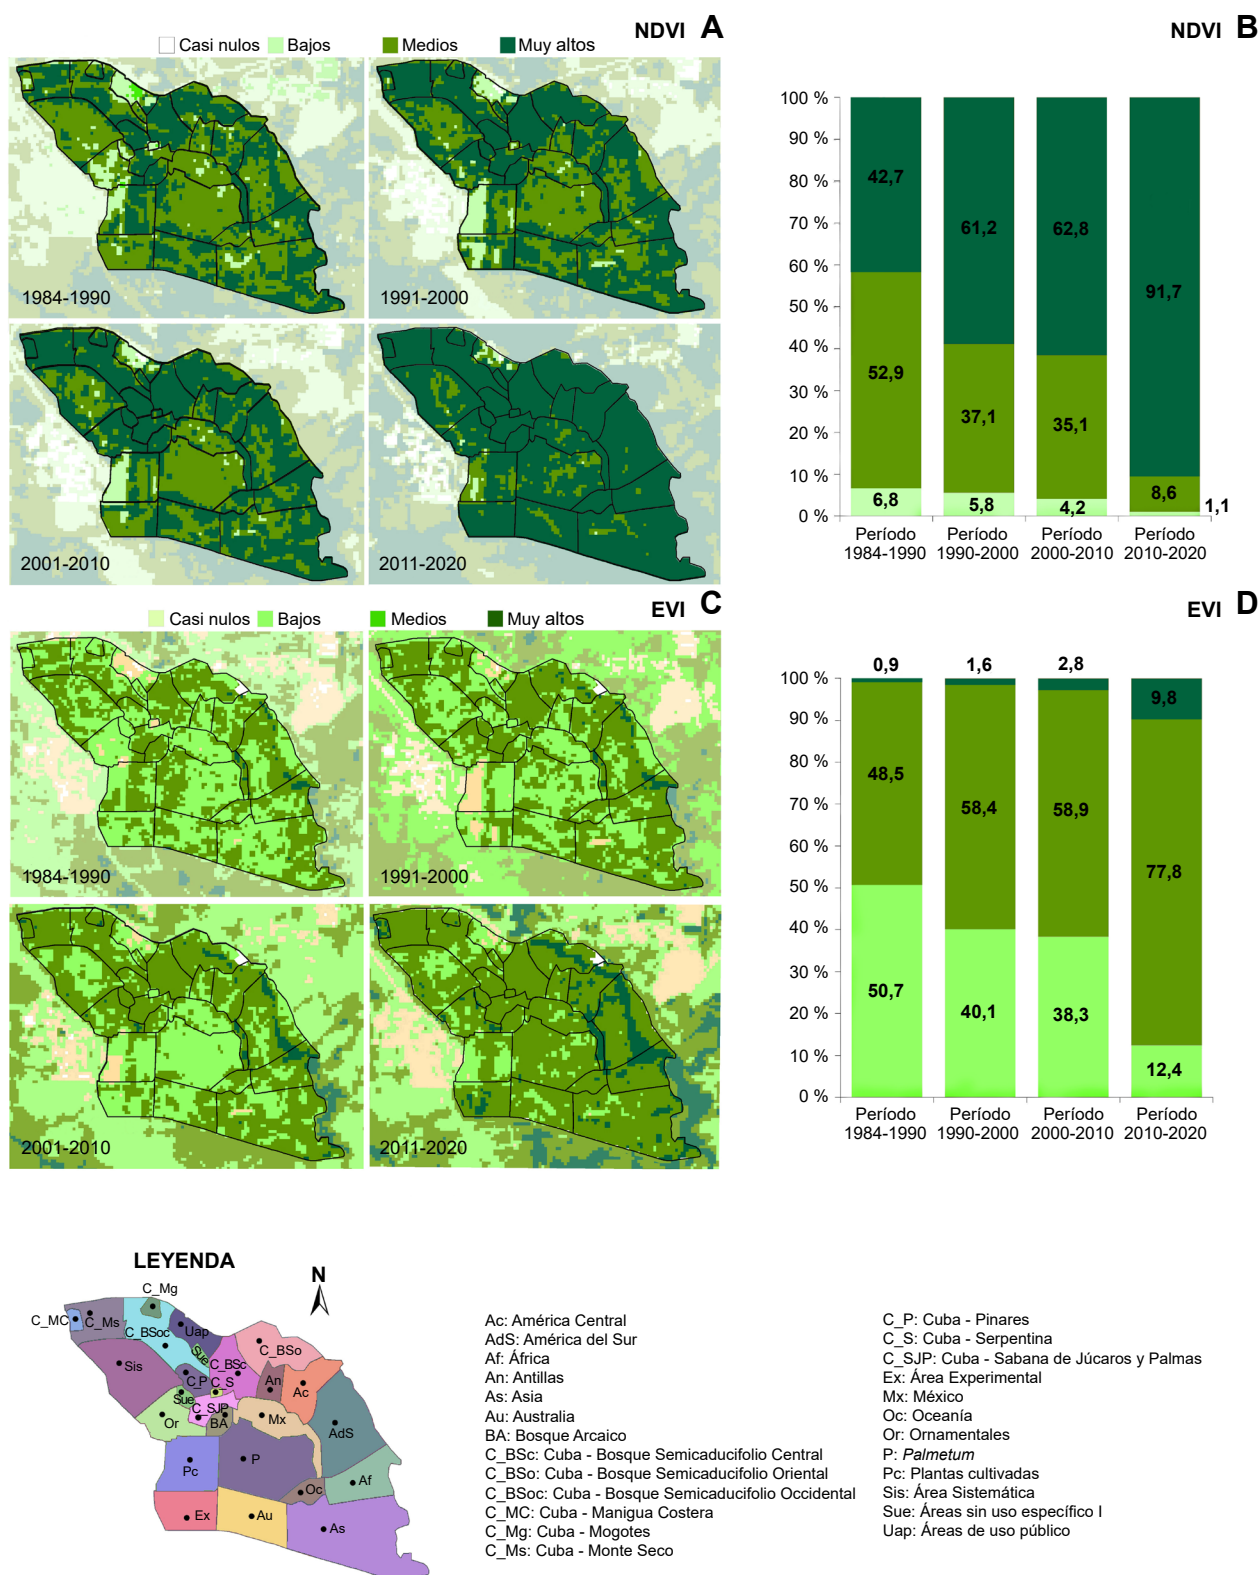 NDVI A
Casi nulos Bajos Medios Muy altos
1984-1990
1991-2000
2001-2010
2011-2020
NDVI B
100 %
90 %
80 %
70 %
60 %
50 %
40 %
30 %
20 %
10 %
0 %
42,7
52,9
6,8
61,2
37,1
5,8
62,8
35,1
4,2
91,7
8,6
1,1
Período
1984-1990
Período
1990-2000
Período
2000-2010
Período
2010-2020
EVI C
Casi nulos Bajos Medios Muy altos
1984-1990
1991-2000
2001-2010
2011-2020
EVI D
100 %
90 %
80 %
70 %
60 %
50 %
40 %
30 %
20 %
10 %
0 %
0,9
48,5
50,7
1,6
58,4
40,1
2,8
58,9
38,3
9,8
77,8
12,4
Período
1984-1990
Período
1990-2000
Período
2000-2010
Período
2010-2020
LEYENDA
N
C_Mg
C_MC
C_Ms
C_BSoc
Uap
C_BSo
Sue
C_BSc
Sis
C_P
C_S
An
Ac
Sue
C_SJP
Or
BA
Mx
AdS
Pc
P
Af
Oc
Ex
Au
As
Ac: América Central
AdS: América del Sur
Af: África
An: Antillas
As: Asia
Au: Australia
BA: Bosque Arcaico
C_BSc: Cuba - Bosque Semicaducifolio Central
C_BSo: Cuba - Bosque Semicaducifolio Oriental
C_BSoc: Cuba - Bosque Semicaducifolio Occidental
C_MC: Cuba - Manigua Costera
C_Mg: Cuba - Mogotes
C_Ms: Cuba - Monte Seco
C_P: Cuba - Pinares
C_S: Cuba - Serpentina
C_SJP: Cuba - Sabana de Júcaros y Palmas
Ex: Área Experimental
Mx: México
Oc: Oceanía
Or: Ornamentales
P: Palmetum
Pc: Plantas cultivadas
Sis: Área Sistemática
Sue: Áreas sin uso específico I
Uap: Áreas de uso público